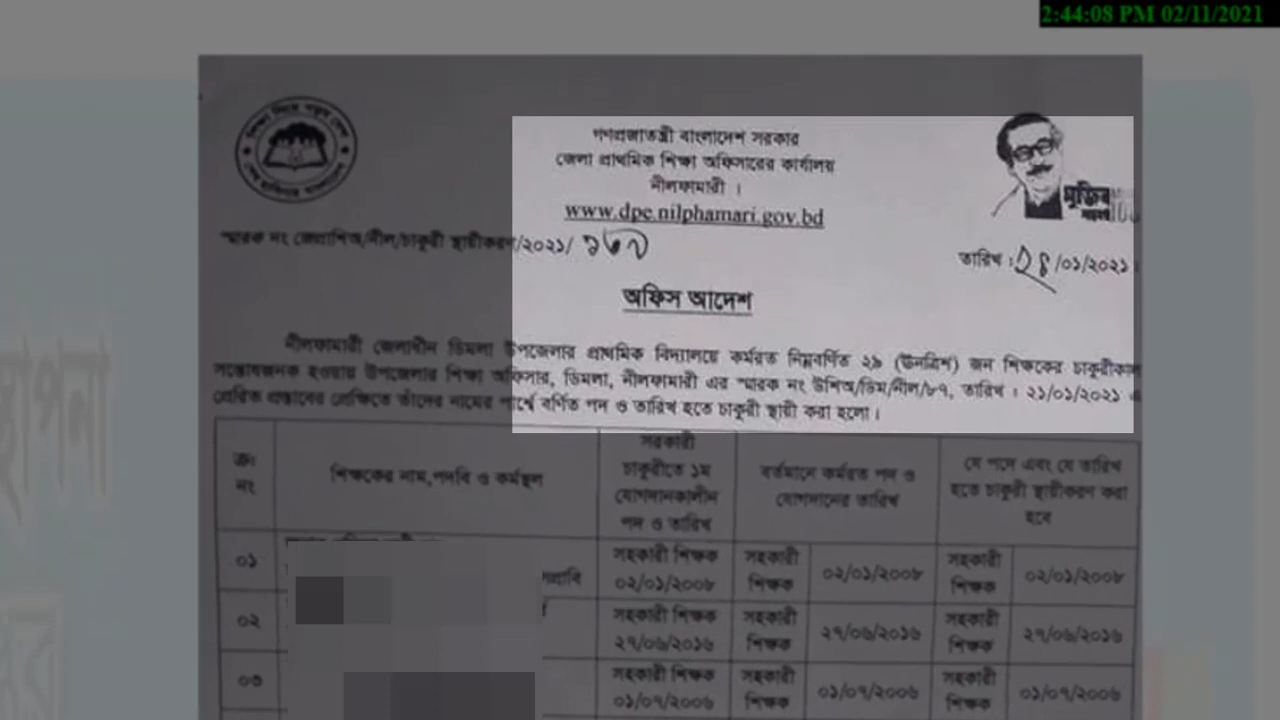 2:44:08 PM 02/11/2021
গণপ্রজাতন্ত্রী বাংলাদেশ সরকার
জেলা প্রাথমিক শিক্ষা অফিসারের কার্যালয়
নীলফামারী ।
www.dpe.nilphamari.gov.bd
মুজিব
100
স্মারক নং জেপ্রাশিঅ/নীল/চাকুরী স্থায়ীকরণ/২০২১/
তারিখ : ২৪/০১/২০২১
অফিস আদেশ
নীলফামারী জেলাধীন ডিমলা উপজেলার প্রাথমিক বিদ্যালয়ে কর্মরত নিম্নবর্ণিত ২৯ (উনত্রিশ) জন শিক্ষকের চাকুরীকাল
সন্তোষজনক হওয়ায় উপজেলার শিক্ষা অফিসার, ডিমলা, নীলফামারী এর স্মারক নং উশিঅ/ডিম/নীল/৮৭, তারিখ : ২১/০১/২০২১ এ
প্রেরিত প্রস্তাবের প্রেক্ষিতে তাঁদের নামের পার্শ্বে বর্ণিত পদ ও তারিখ হতে চাকুরী স্থায়ী করা হলো ।
ক্রঃ নং
শিক্ষকের নাম,পদবি ও কর্মস্থল
সরকারী
চাকুরীতে ১ম
যোগদানকালীন
পদ ও তারিখ
বর্তমানে কর্মরত পদ ও
যোগদানের তারিখ
যে পদে এবং যে তারিখ
হতে চাকুরী স্থায়ীকরণ করা
হবে
০১
সহকারী শিক্ষক
০২/০১/২০০৮
সহকারী
শিক্ষক
০২/০১/২০০৮
সহকারী
শিক্ষক
০২/০১/২০০৮
০২
সহকারী শিক্ষক
২৭/০৬/২০১৬
সহকারী
শিক্ষক
২৭/০৬/২০১৬
সহকারী
শিক্ষক
২৭/০৬/২০১৬
০৩
সহকারী শিক্ষক
০১/০৭/২০০৬
সহকারী
শিক্ষক
০১/০৭/২০০৬
সহকারী
শিক্ষক
০১/০৭/২০০৬